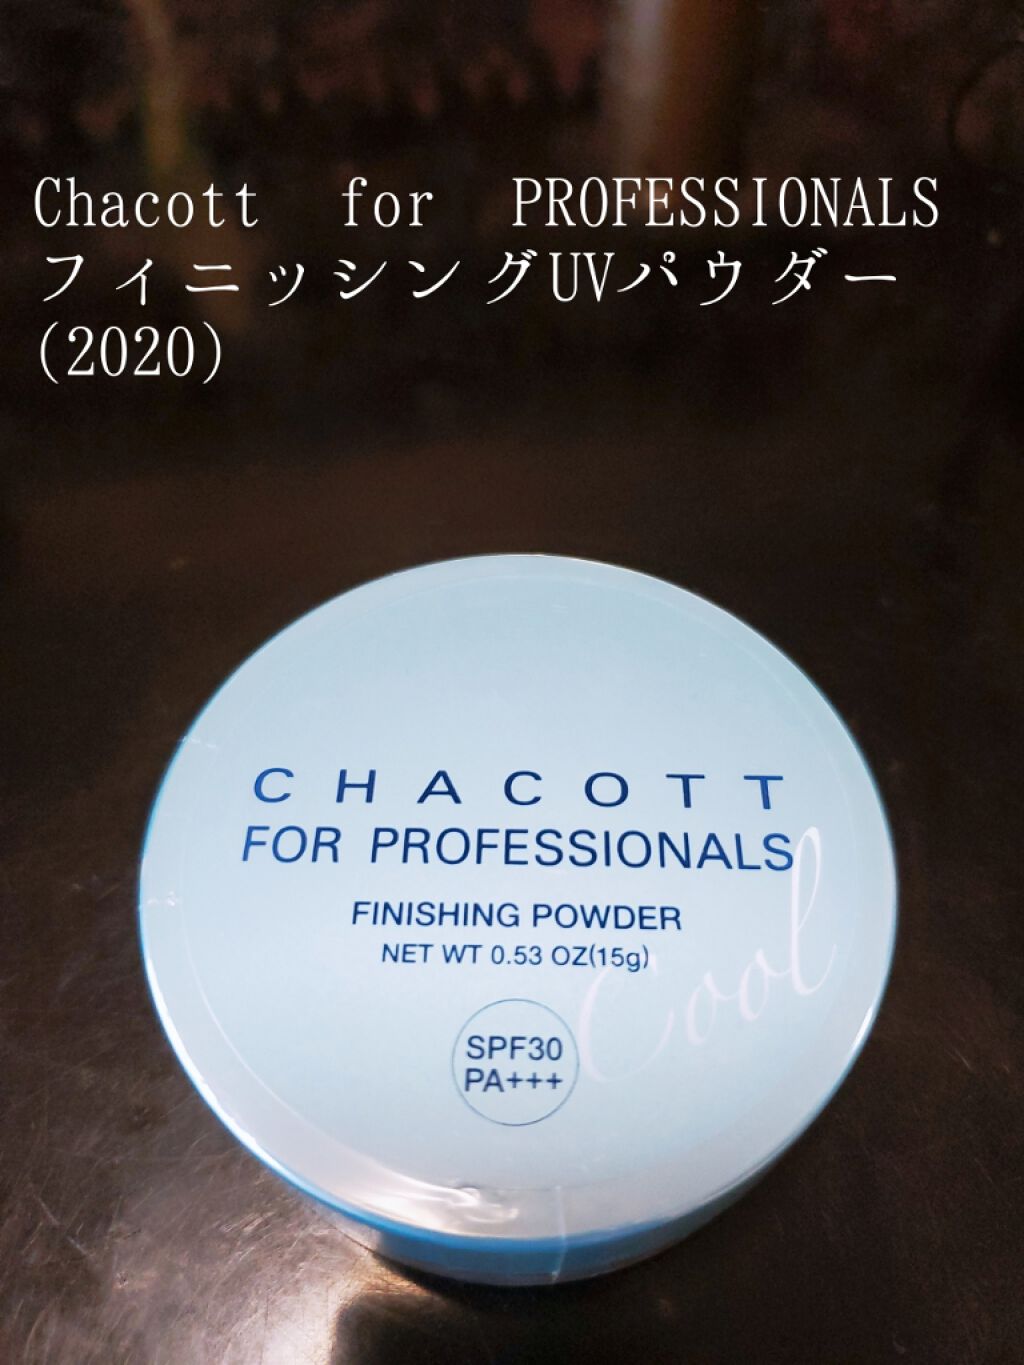 Chacott for PROFESSIONALS
フィニッシングUVパウダー
(2020)
CHACOTT
FOR PROFESSIONALS
FINISHING POWDER
NET WT 0.53 OZ(15g)
Cool
SPF30
PA+++